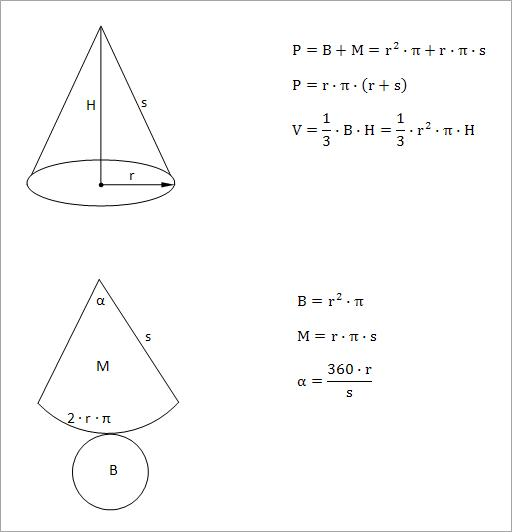 H
s
r
P = B + M = r² · π + r · π · s
P = r · π · (r + s)
V = 1/3 · B · H = 1/3 · r² · π · H
α
s
M
2 · r · π
B
B = r² · π
M = r · π · s
α = 360 · r / s